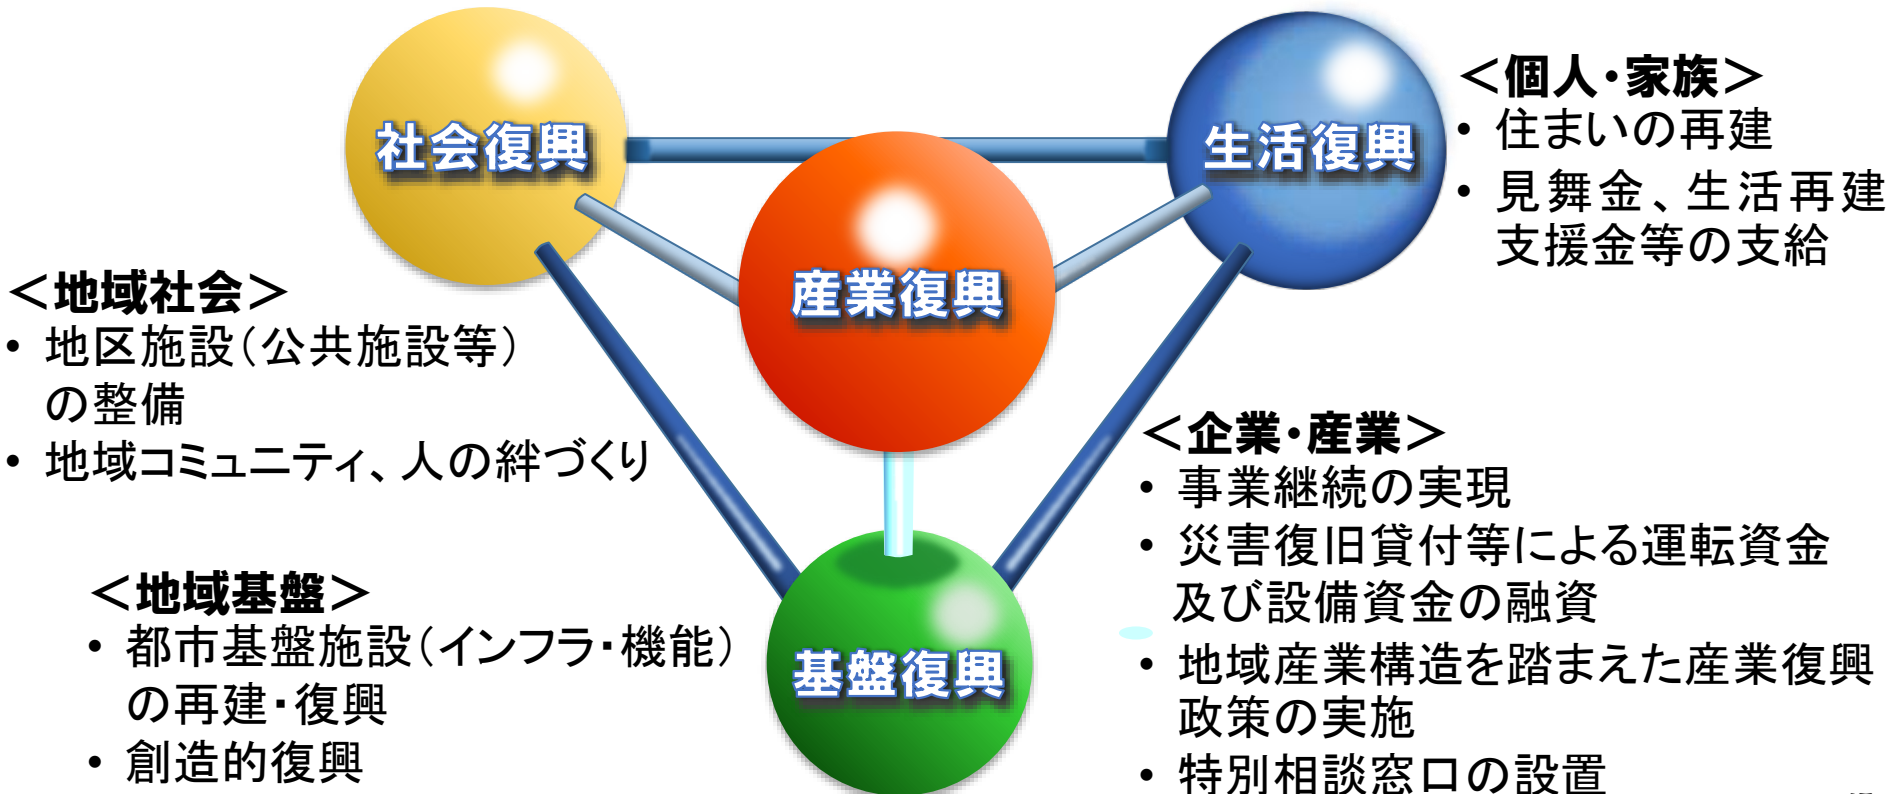 社会復興
生活復興
産業復興
基盤復興
＜個人・家族＞
• 住まいの再建
• 見舞金、生活再建
支援金等の支給
＜地域社会＞
• 地区施設（公共施設等）
の整備
• 地域コミュニティ、人の絆づくり
＜地域基盤＞
• 都市基盤施設（インフラ・機能）
の再建・復興
• 創造的復興
＜企業・産業＞
• 事業継続の実現
• 災害復旧貸付等による運転資金
及び設備資金の融資
• 地域産業構造を踏まえた産業復興
政策の実施
• 特別相談窓口の設置